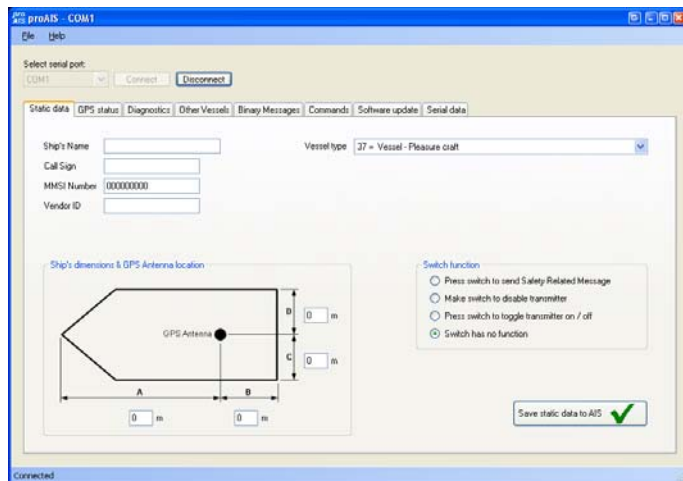 proAIS - COM1
File Help
Select serial port:
COM1 Connect Disconnect
Static data GPS status Diagnostics Other Vessels Binary Messages Commands Software update Serial data
Ship's Name Vessel type 37 = Vessel - Pleasure craft
Call Sign
MMSI Number 000000000
Vendor ID
Ship's dimensions & GPS Antenna location
Switch function
Press switch to send Safety Related Message
Make switch to disable transmitter
Press switch to toggle transmitter on / off
Switch has no function
D 0 m
GPS Antenna
C 0 m
A B
0 m 0 m
Save static data to AIS
Connected